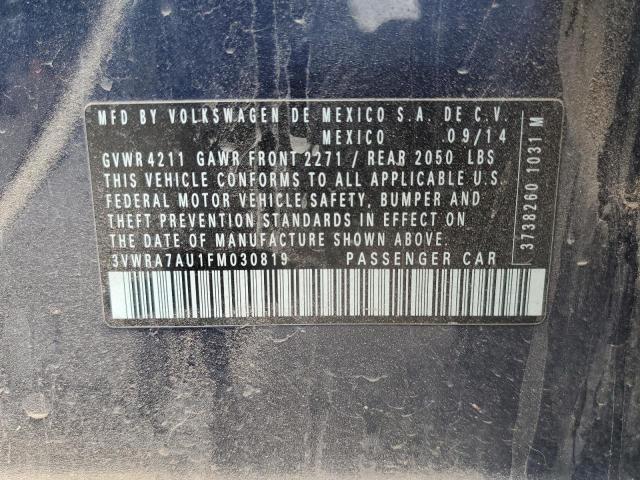 MFD BY VOLKSWAGEN DE MEXICO S.A. DE C.V.
MEXICO 09/14
GVWR 4211 GAWR FRONT 2271 / REAR 2050 LBS
THIS VEHICLE CONFORMS TO ALL APPLICABLE U.S.
FEDERAL MOTOR VEHICLE SAFETY, BUMPER AND
THEFT PREVENTION STANDARDS IN EFFECT ON
THE DATE OF MANUFACTURE SHOWN ABOVE.
3VWRA7AU1FM030819 PASSENGER CAR
3738260 1031 M